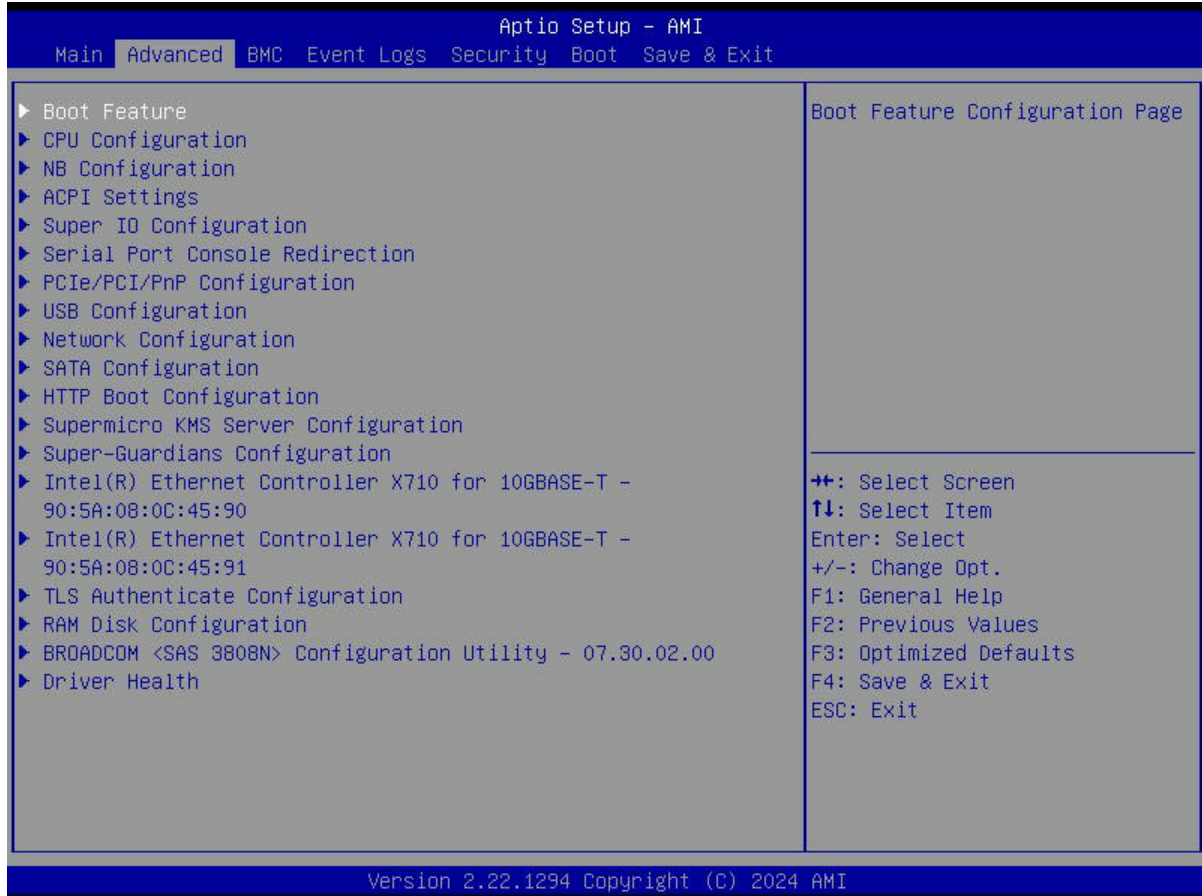 Aptio Setup – AMI
Main Advanced BMC Event Logs Security Boot Save & Exit
▶ Boot Feature
▶ CPU Configuration
▶ NB Configuration
▶ ACPI Settings
▶ Super IO Configuration
▶ Serial Port Console Redirection
▶ PCIe/PCI/PnP Configuration
▶ USB Configuration
▶ Network Configuration
▶ SATA Configuration
▶ HTTP Boot Configuration
▶ Supermicro KMS Server Configuration
▶ Super-Guardians Configuration
▶ Intel(R) Ethernet Controller X710 for 10GBASE-T –
90:5A:08:0C:45:90
▶ Intel(R) Ethernet Controller X710 for 10GBASE-T –
90:5A:08:0C:45:91
▶ TLS Authenticate Configuration
▶ RAM Disk Configuration
▶ BROADCOM <SAS 3808N> Configuration Utility – 07.30.02.00
▶ Driver Health
Boot Feature Configuration Page
→←: Select Screen
↑↓: Select Item
Enter: Select
+/-: Change Opt.
F1: General Help
F2: Previous Values
F3: Optimized Defaults
F4: Save & Exit
ESC: Exit
Version 2.22.1294 Copyright (C) 2024 AMI